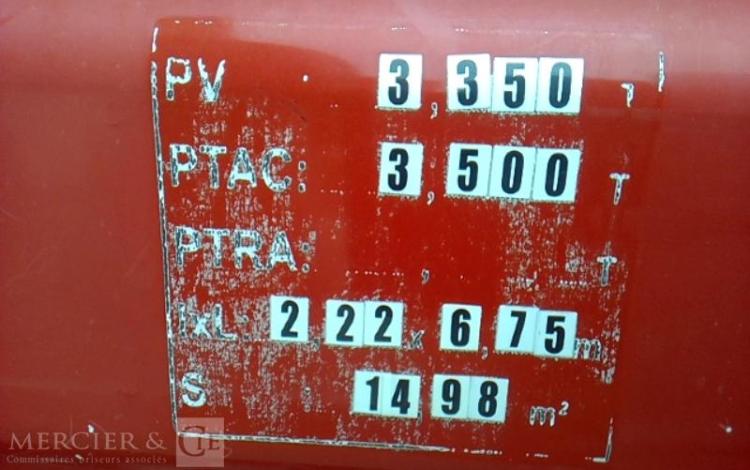 PV 3,350 T
PTAC: 3,500 T
PTRA: , T
lxL: 2,22 x 6,75 m
S : 14 98 m²
MERCIER & Cie
Commissaires priseurs associés